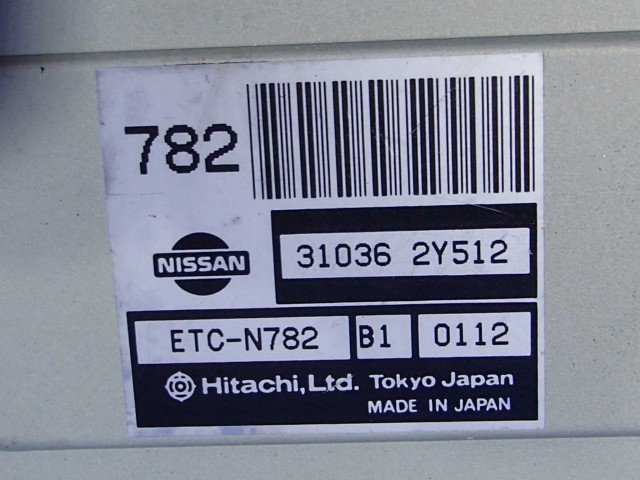 782
NISSAN
31036 2Y512
ETC-N782 B1 0112
Hitachi, Ltd. Tokyo Japan
MADE IN JAPAN